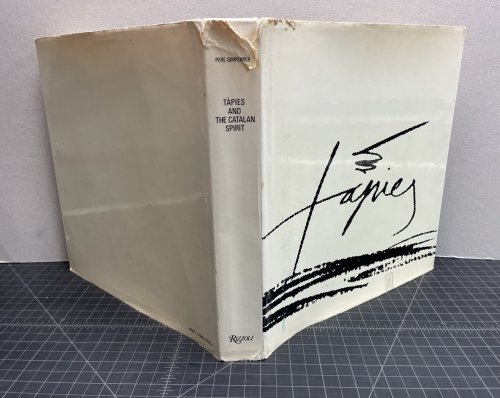 PERE GIMFERRER
TÀPIES
AND
THE CATALAN
SPIRIT
RIZZOLI
Tàpies